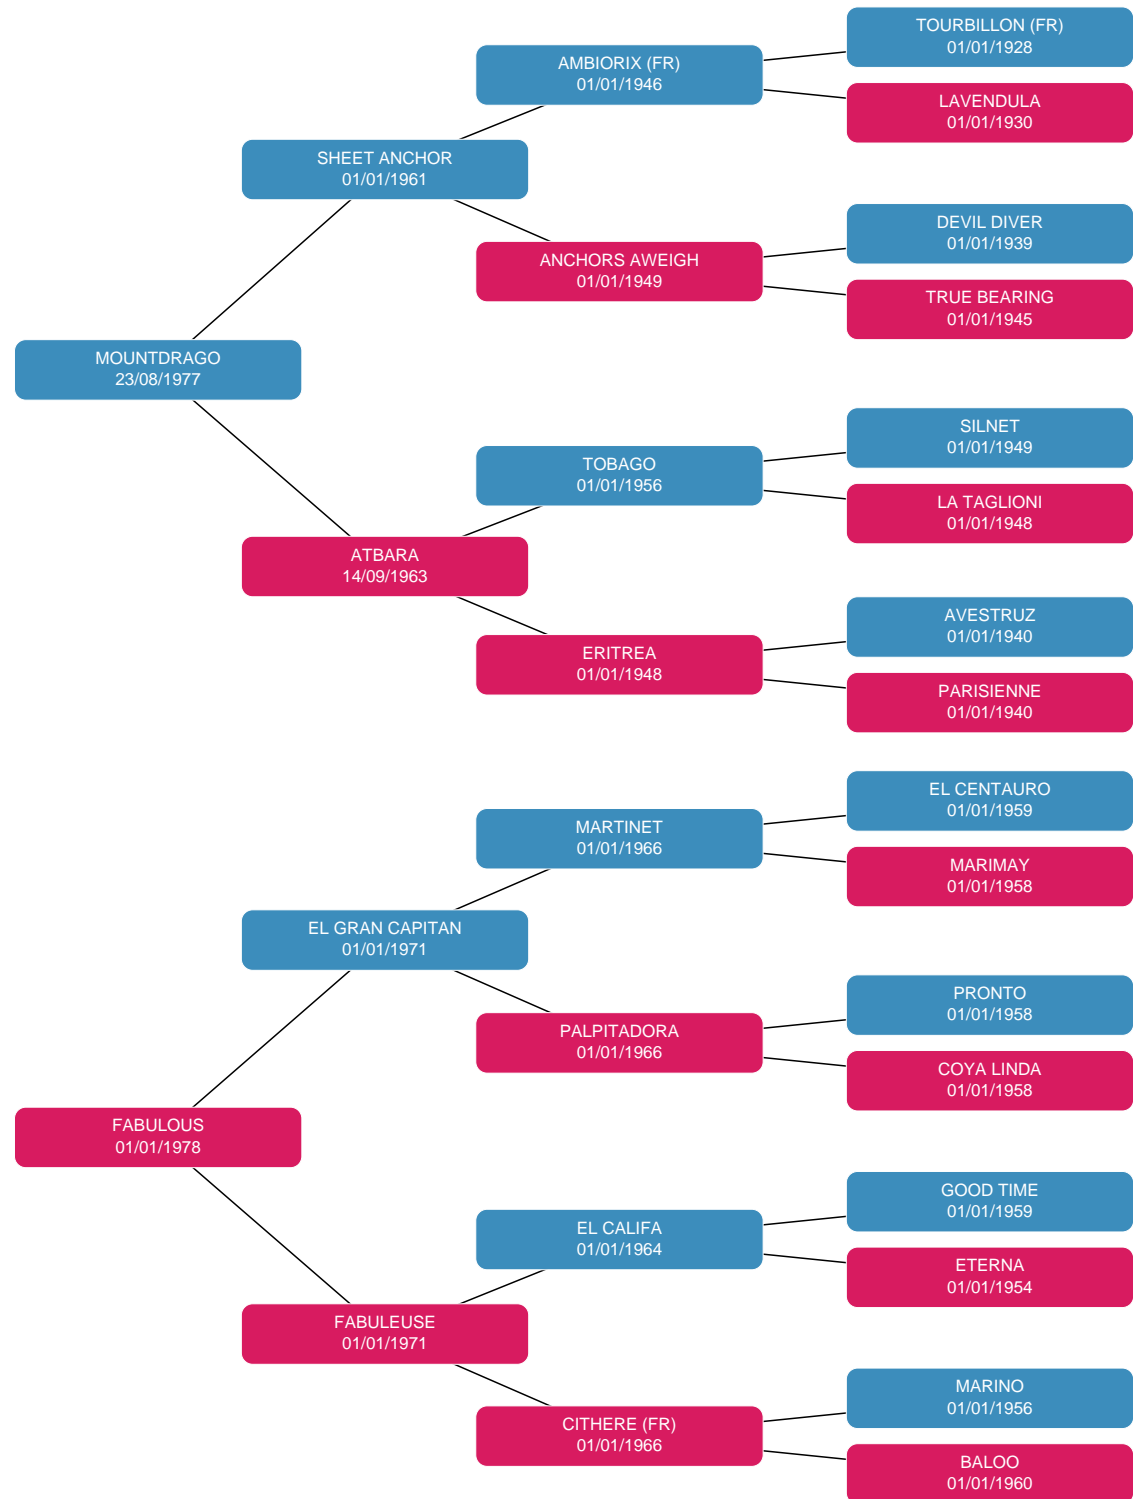 TOURBILLON (FR)
01/01/1928
AMBIORIX (FR)
01/01/1946
LAVENDULA
01/01/1930
SHEET ANCHOR
01/01/1961
DEVIL DIVER
01/01/1939
ANCHORS AWEIGH
01/01/1949
TRUE BEARING
01/01/1945
MOUNTDRAGO
23/08/1977
SILNET
01/01/1949
TOBAGO
01/01/1956
LA TAGLIONI
01/01/1948
ATBARA
14/09/1963
AVESTRUZ
01/01/1940
ERITREA
01/01/1948
PARISIENNE
01/01/1940
EL CENTAURO
01/01/1959
MARTINET
01/01/1966
MARIMAY
01/01/1958
EL GRAN CAPITAN
01/01/1971
PRONTO
01/01/1958
PALPITADORA
01/01/1966
COYA LINDA
01/01/1958
FABULOUS
01/01/1978
GOOD TIME
01/01/1959
EL CALIFA
01/01/1964
ETERNA
01/01/1954
FABULEUSE
01/01/1971
MARINO
01/01/1956
CITHERE (FR)
01/01/1966
BALOO
01/01/1960